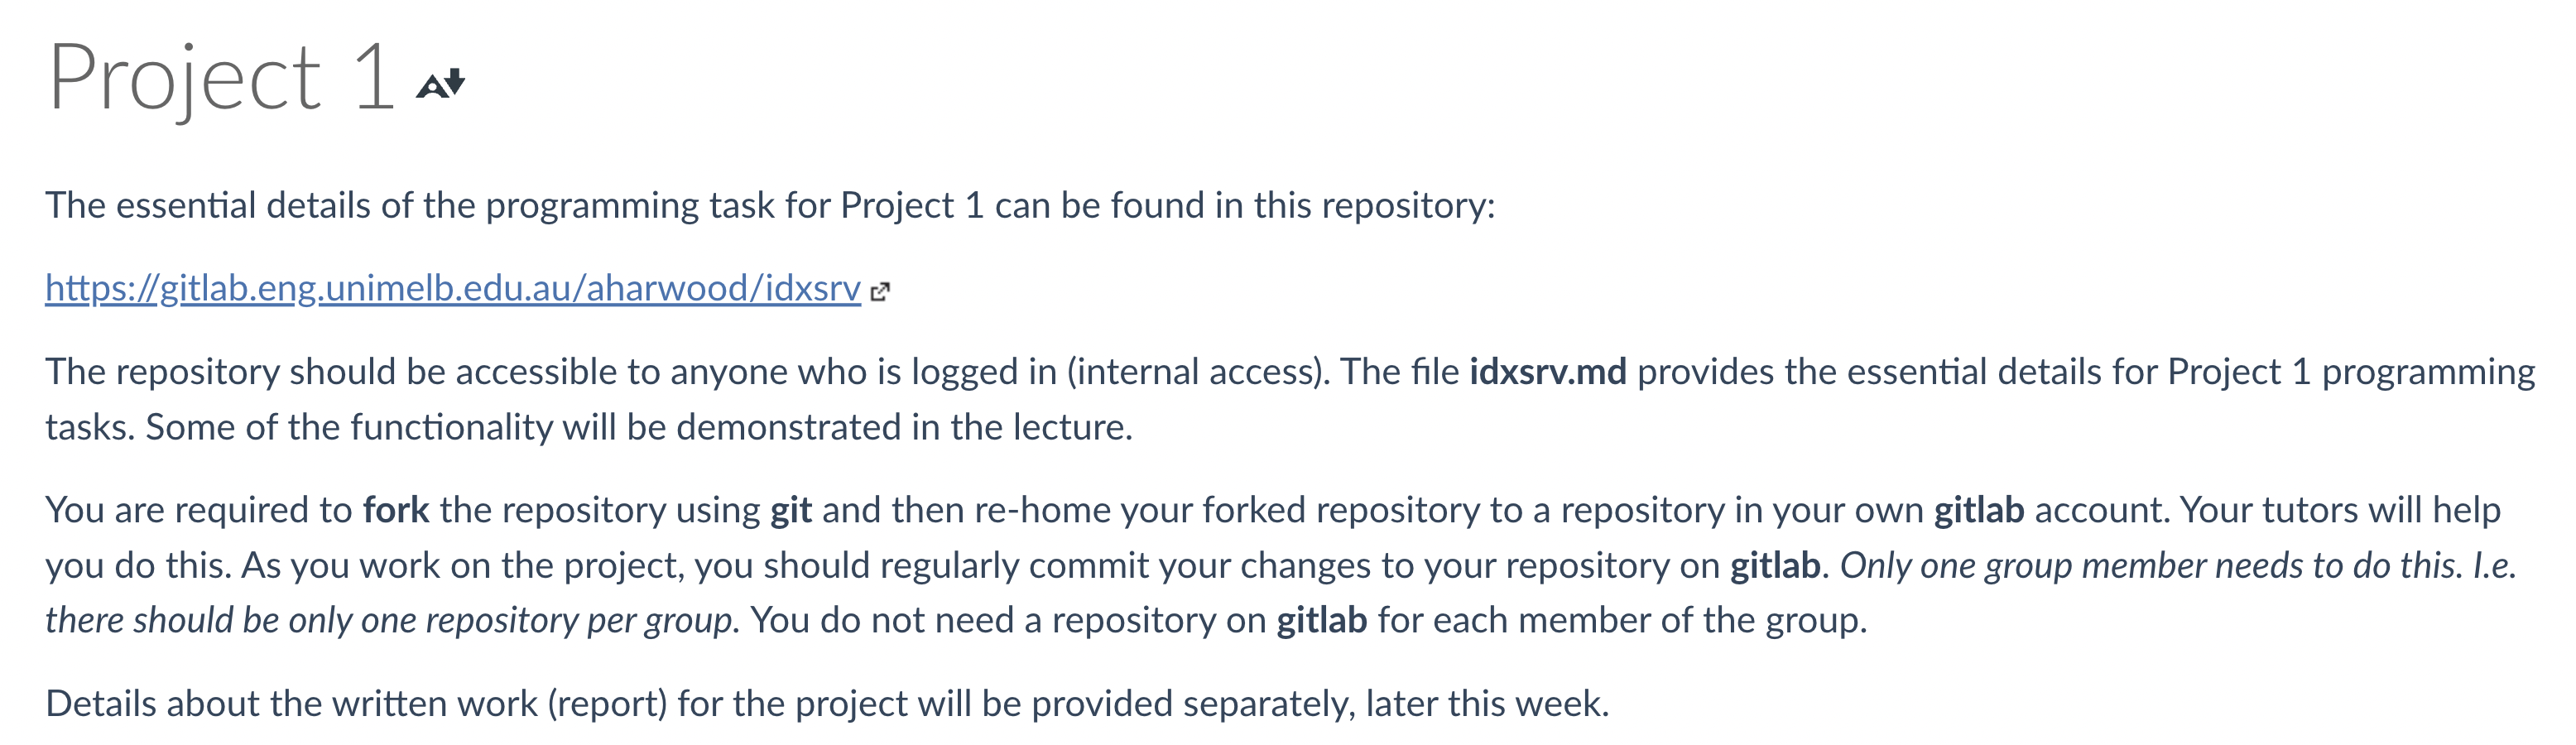 Project 1
The essential details of the programming task for Project 1 can be found in this repository:
https://gitlab.eng.unimelb.edu.au/aharwood/idxsrv
The repository should be accessible to anyone who is logged in (internal access). The file idxsrv.md provides the essential details for Project 1 programming
tasks. Some of the functionality will be demonstrated in the lecture.
You are required to fork the repository using git and then re-home your forked repository to a repository in your own gitlab account. Your tutors will help
you do this. As you work on the project, you should regularly commit your changes to your repository on gitlab. Only one group member needs to do this. I.e.
there should be only one repository per group. You do not need a repository on gitlab for each member of the group.
Details about the written work (report) for the project will be provided separately, later this week.